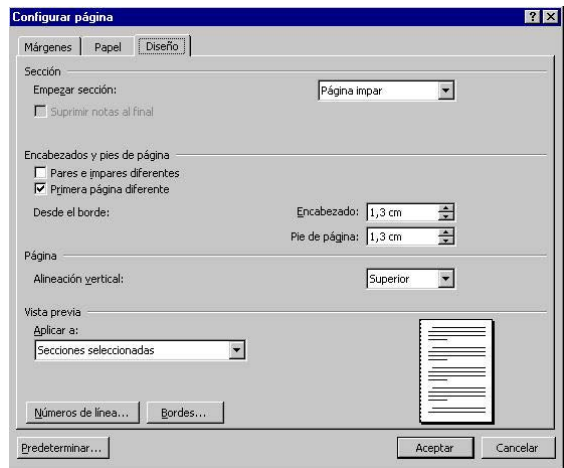 Configurar página
Márgenes Papel Diseño
Sección
Empezar sección: Página impar
Suprimir notas al final
Encabezados y pies de página
Pares e impares diferentes
Primera página diferente
Desde el borde: Encabezado: 1,3 cm
Pie de página: 1,3 cm
Página
Alineación vertical: Superior
Vista previa
Aplicar a:
Secciones seleccionadas
Números de línea... Bordes...
Predeterminar... Aceptar Cancelar